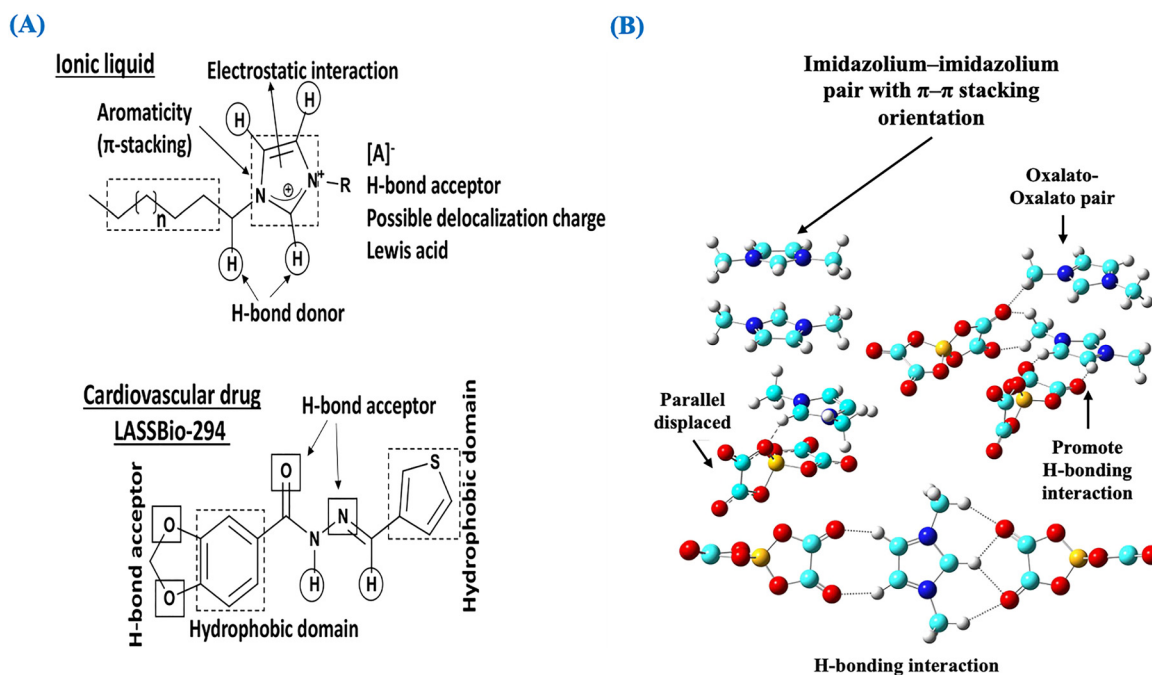 (A)
Ionic liquid
Electrostatic interaction
Aromaticity
(π-stacking)
H
H
N
N+
⊕
R
n
H
H
H-bond donor
[A]-
H-bond acceptor
Possible delocalization charge
Lewis acid
Cardiovascular drug
LASSBio-294
H-bond acceptor
O
N
S
O
O
N
H
H
H-bond acceptor
Hydrophobic domain
Hydrophobic domain
(B)
Imidazolium–imidazolium
pair with π–π stacking
orientation
Oxalato-
Oxalato pair
Parallel
displaced
Promote
H-bonding
interaction
H-bonding interaction